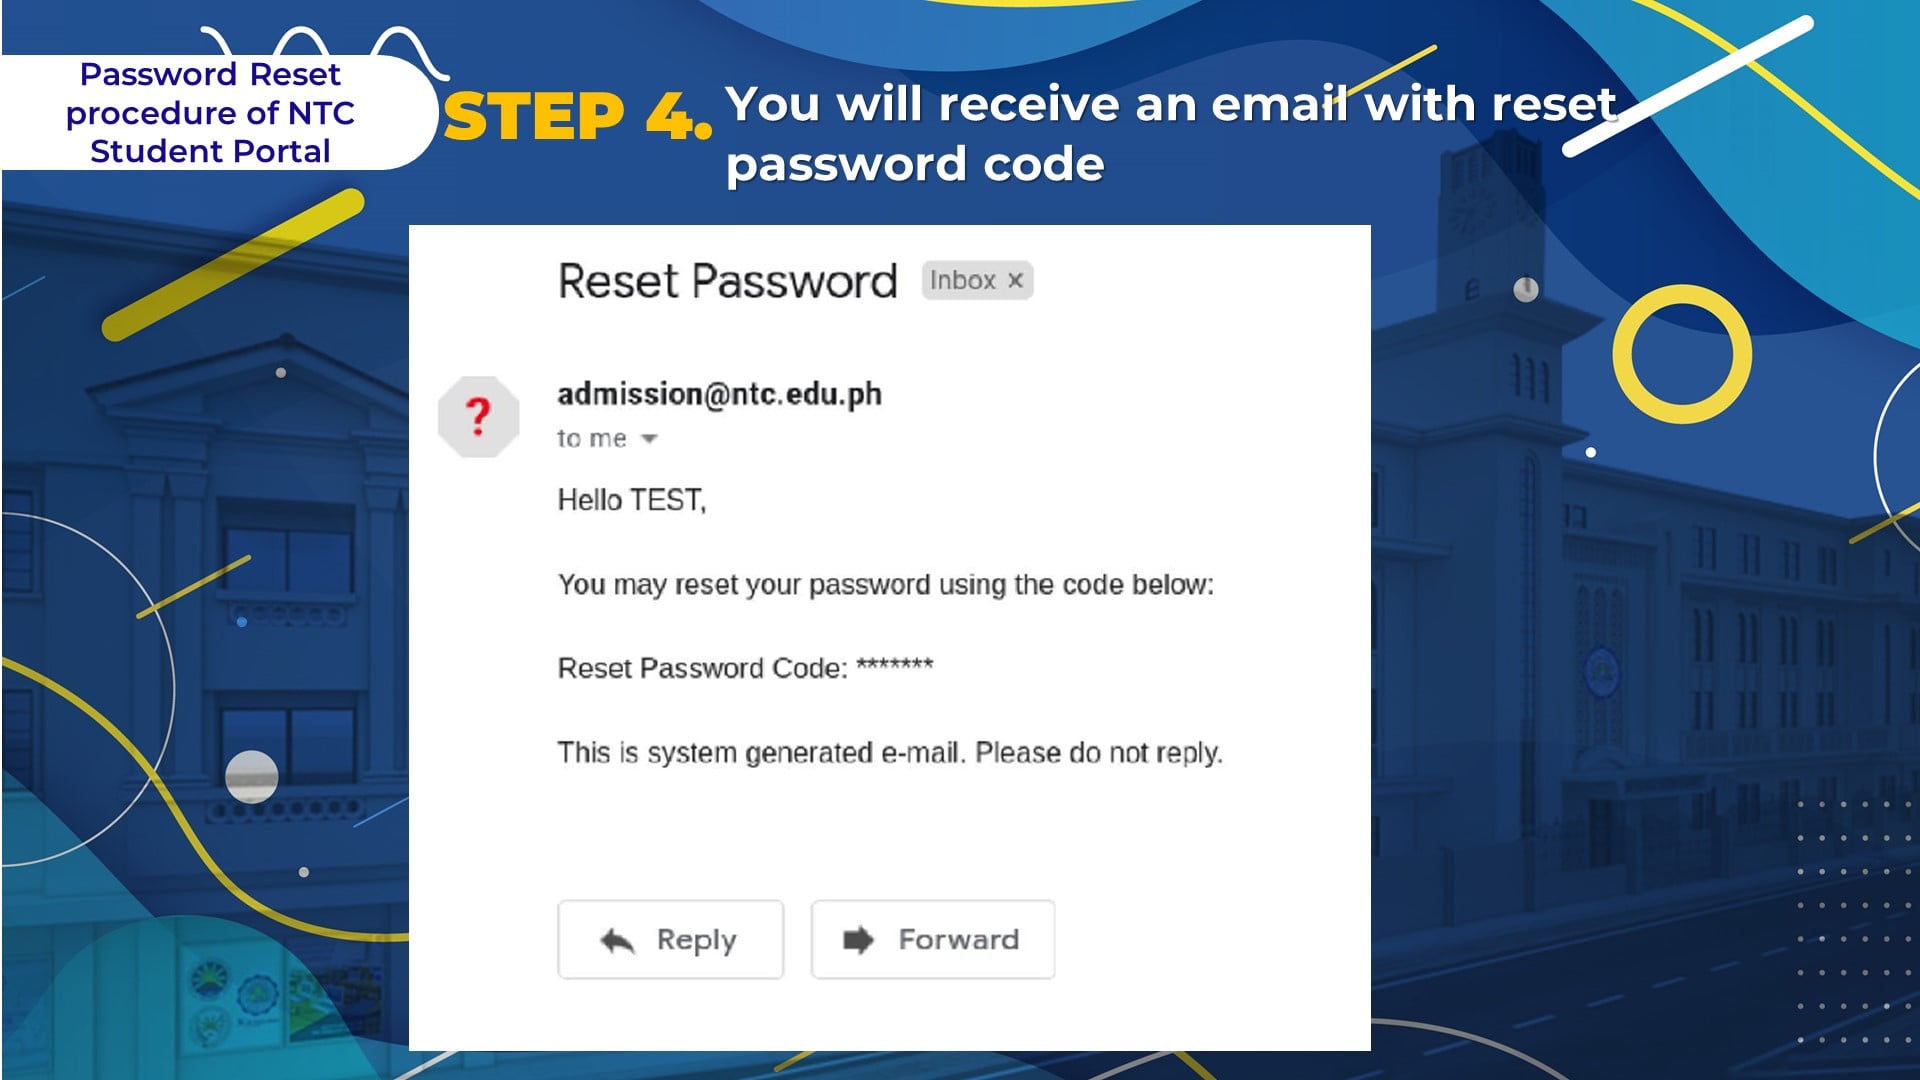 Password Reset
procedure of NTC
Student Portal
STEP 4. You will receive an email with reset
password code
Reset Password Inbox ×
?
admission@ntc.edu.ph
to me
Hello TEST,
You may reset your password using the code below:
Reset Password Code: *******
This is system generated e-mail. Please do not reply.
Reply Forward